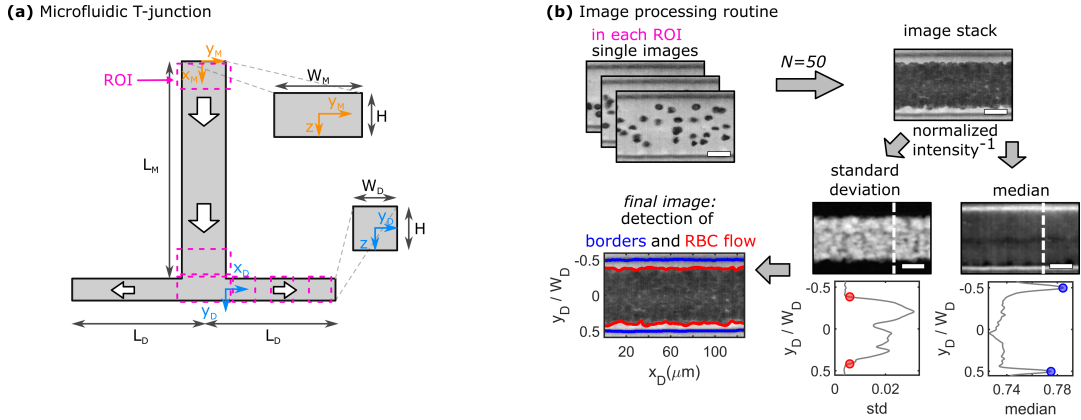 (a) Microfluidic T-junction
y_M
x_M
ROI
W_M
y_M
z
H
L_M
W_D
y_D
z
H
x_D
y_D
L_D
L_D
(b) Image processing routine
in each ROI
single images
N=50
image stack
normalized
intensity^-1
standard
deviation
median
final image:
detection of
borders and RBC flow
-0.5
0
0.5
y_D / W_D
20
60
100
x_D(μm)
-0.5
0
0.5
y_D / W_D
0
0.02
std
-0.5
0
0.5
y_D / W_D
0.74
0.78
median